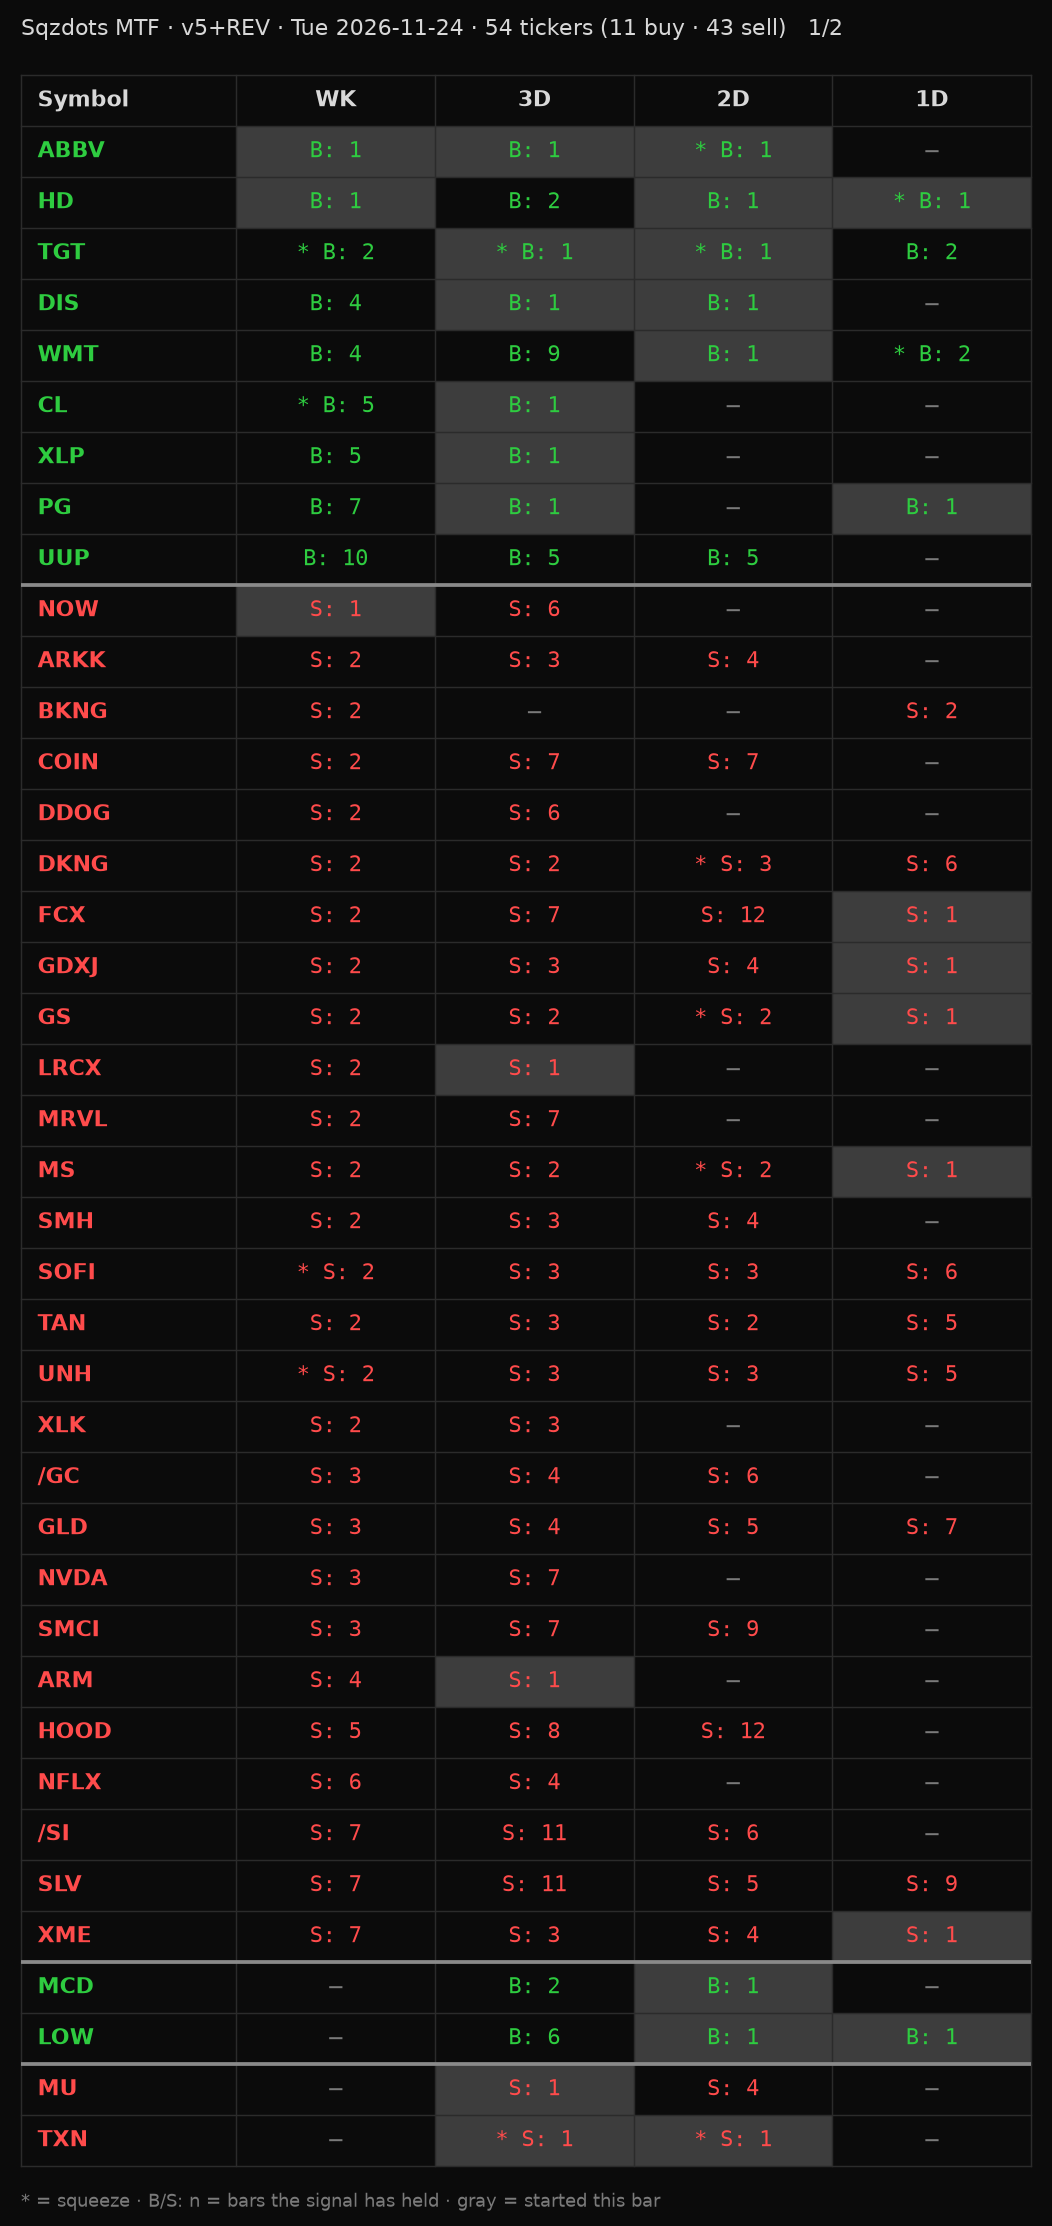 Sqzdots MTF · v5+REV · Tue 2026-11-24 · 54 tickers (11 buy · 43 sell) 1/2
Symbol WK 3D 2D 1D
ABBV B: 1 B: 1 * B: 1 —
HD B: 1 B: 2 B: 1 * B: 1
TGT * B: 2 * B: 1 * B: 1 B: 2
DIS B: 4 B: 1 B: 1 —
WMT B: 4 B: 9 B: 1 * B: 2
CL * B: 5 B: 1 — —
XLP B: 5 B: 1 — —
PG B: 7 B: 1 — B: 1
UUP B: 10 B: 5 B: 5 —
NOW S: 1 S: 6 — —
ARKK S: 2 S: 3 S: 4 —
BKNG S: 2 — — S: 2
COIN S: 2 S: 7 S: 7 —
DDOG S: 2 S: 6 — —
DKNG S: 2 S: 2 * S: 3 S: 6
FCX S: 2 S: 7 S: 12 S: 1
GDXJ S: 2 S: 3 S: 4 S: 1
GS S: 2 S: 2 * S: 2 S: 1
LRCX S: 2 S: 1 — —
MRVL S: 2 S: 7 — —
MS S: 2 S: 2 * S: 2 S: 1
SMH S: 2 S: 3 S: 4 —
SOFI * S: 2 S: 3 S: 3 S: 6
TAN S: 2 S: 3 S: 2 S: 5
UNH * S: 2 S: 3 S: 3 S: 5
XLK S: 2 S: 3 — —
/GC S: 3 S: 4 S: 6 —
GLD S: 3 S: 4 S: 5 S: 7
NVDA S: 3 S: 7 — —
SMCI S: 3 S: 7 S: 9 —
ARM S: 4 S: 1 — —
HOOD S: 5 S: 8 S: 12 —
NFLX S: 6 S: 4 — —
/SI S: 7 S: 11 S: 6 —
SLV S: 7 S: 11 S: 5 S: 9
XME S: 7 S: 3 S: 4 S: 1
MCD — B: 2 B: 1 —
LOW — B: 6 B: 1 B: 1
MU — S: 1 S: 4 —
TXN — * S: 1 * S: 1 —
* = squeeze · B/S: n = bars the signal has held · gray = started this bar